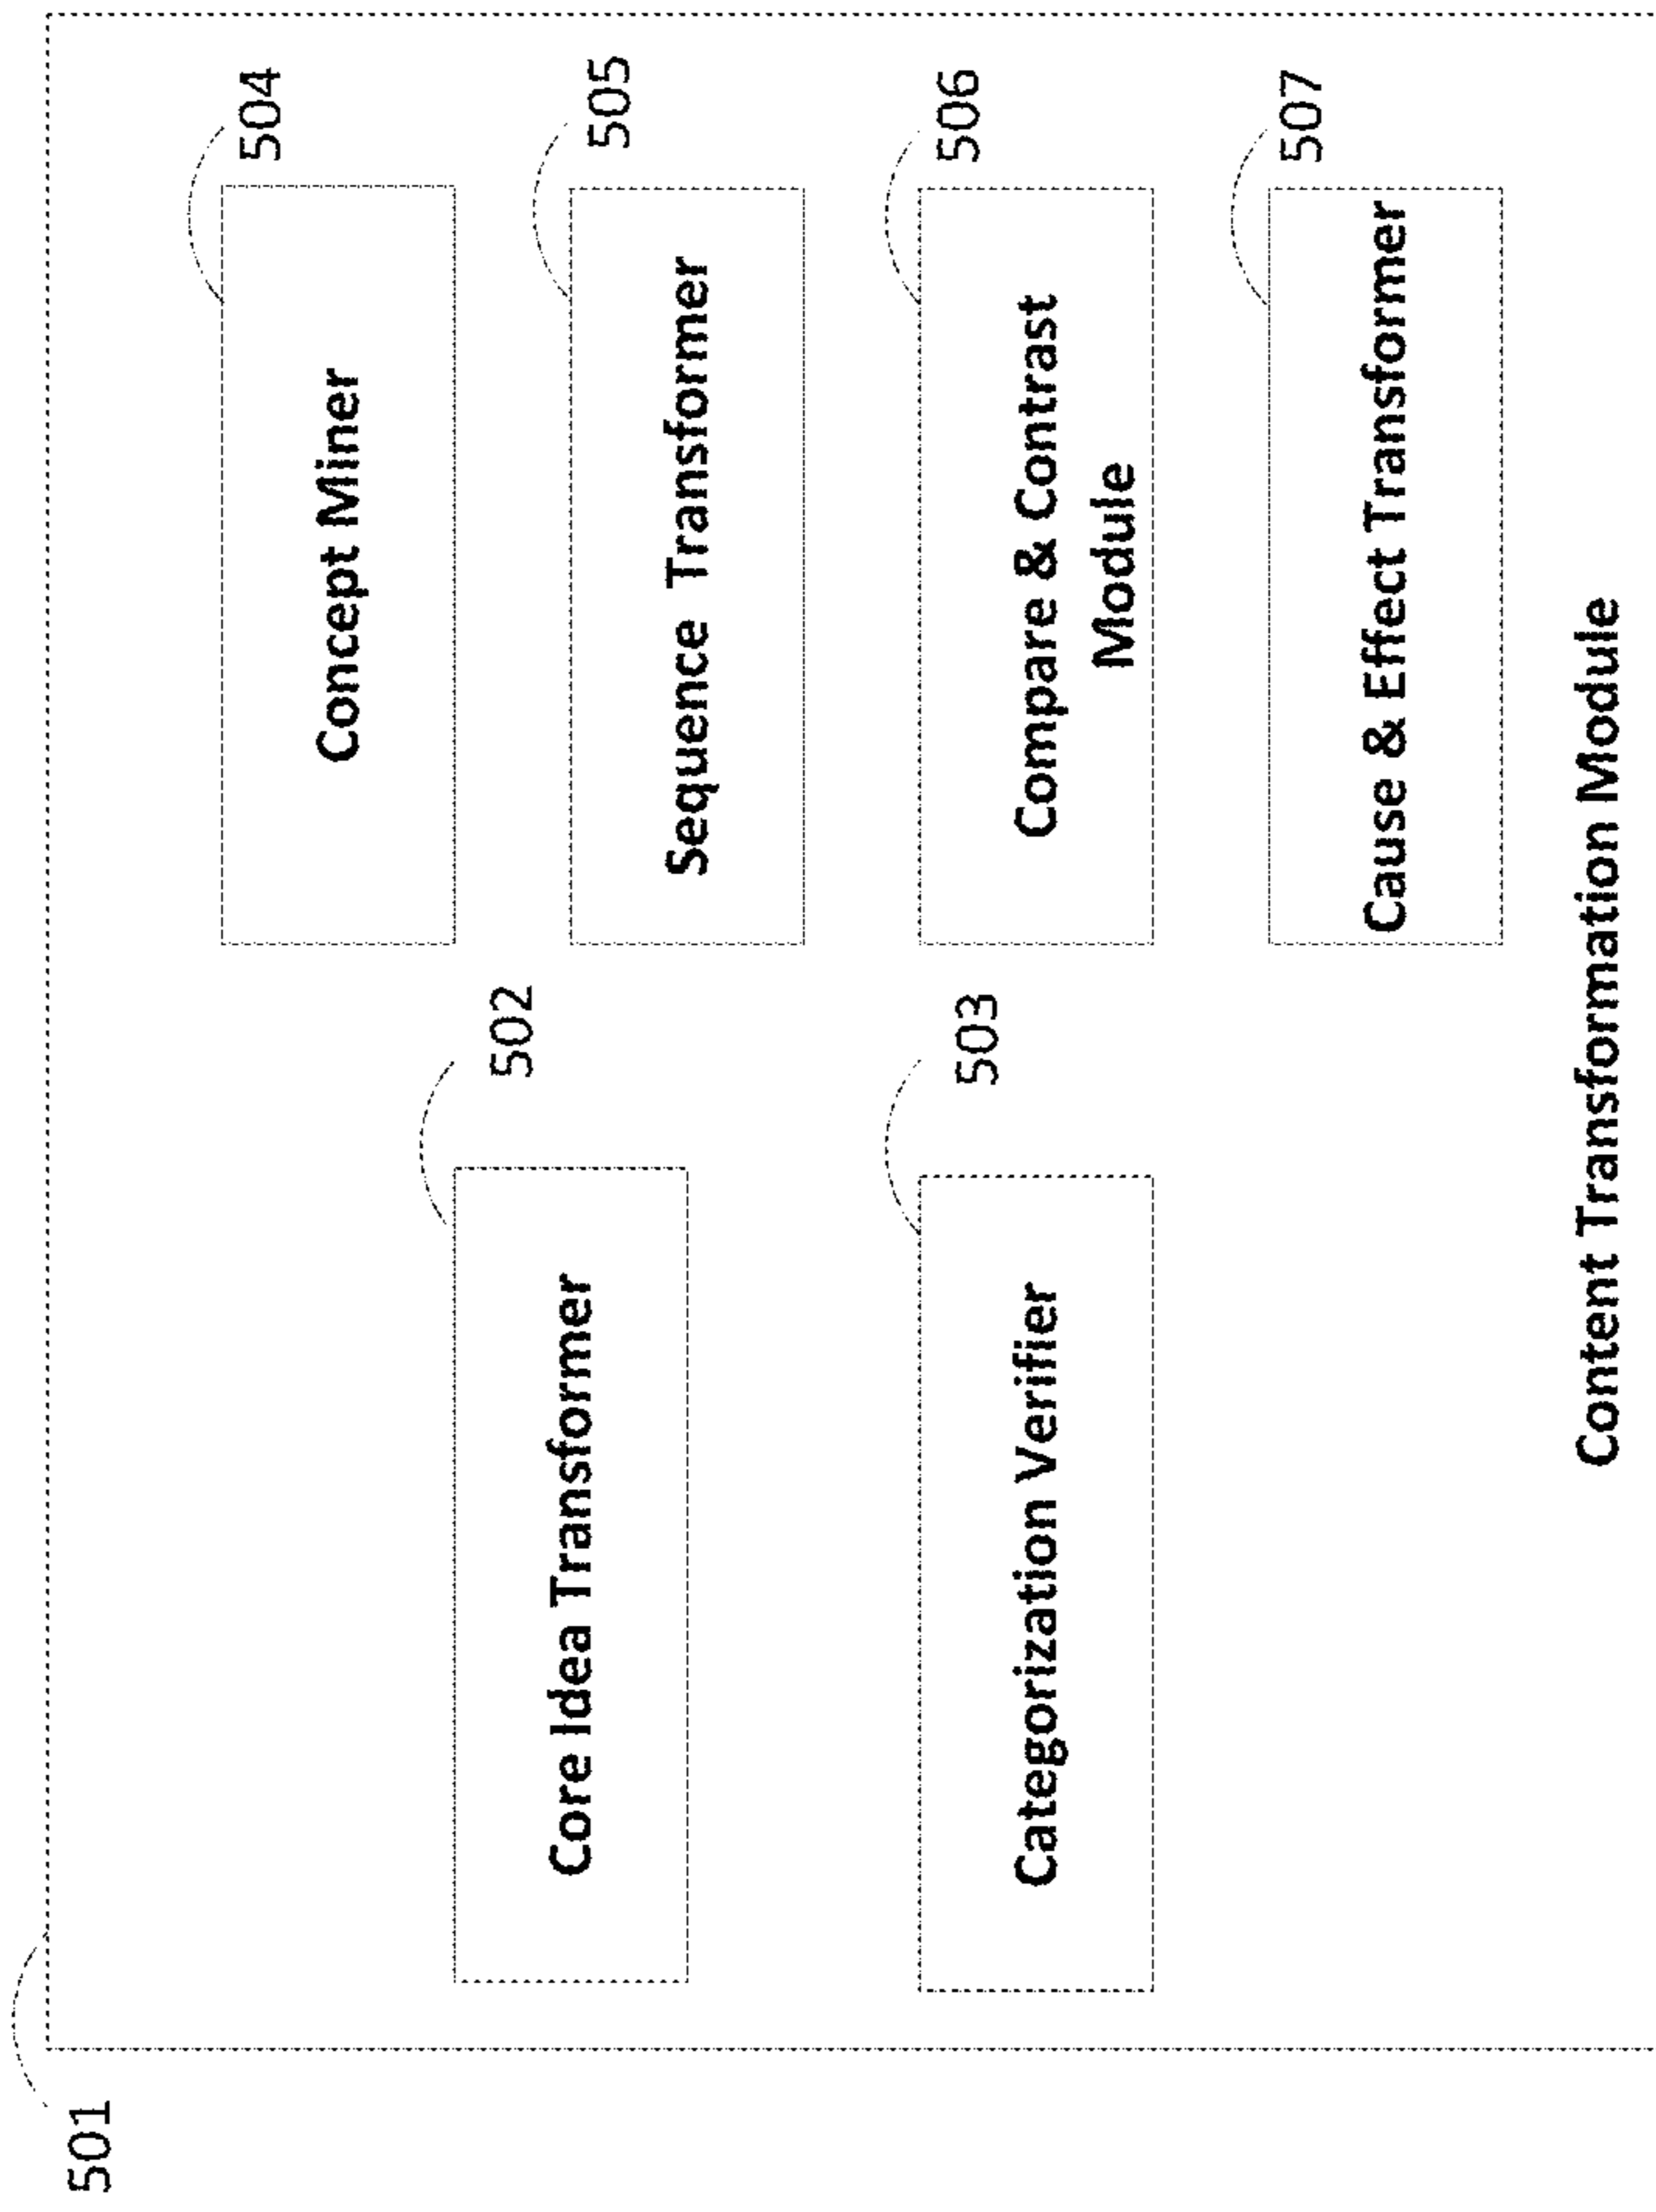 501
502
Core Idea Transformer
503
Categorization Verifier
504
Concept Miner
505
Sequence Transformer
506
Compare & Contrast
Module
507
Cause & Effect Transformer
Content Transformation Module